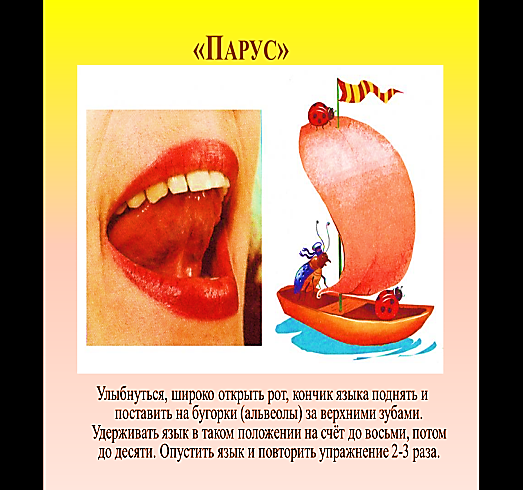 «Парус»
Улыбнуться, широко открыть рот, кончик языка поднять и
поставить на бугорки (альвеолы) за верхними зубами.
Удерживать язык в таком положении на счёт до восьми, потом
до десяти. Опустить язык и повторить упражнение 2-3 раза.